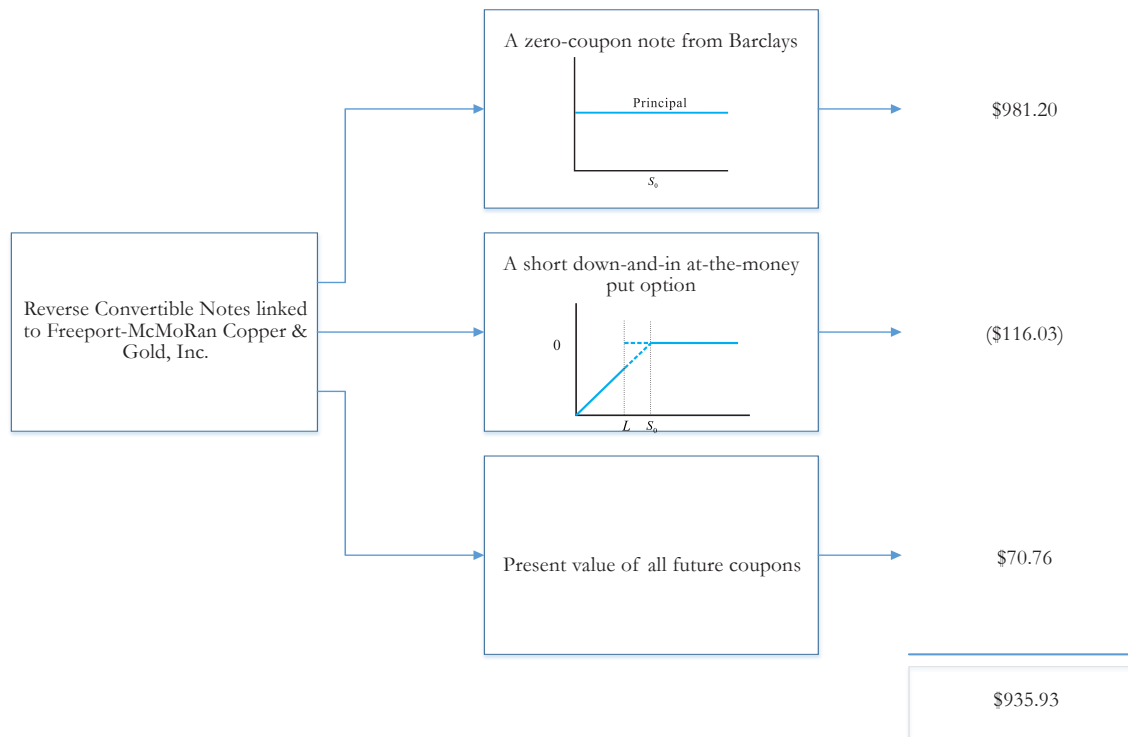 A zero-coupon note from Barclays
Principal
S₀
$981.20
Reverse Convertible Notes linked
to Freeport-McMoRan Copper &
Gold, Inc.
A short down-and-in at-the-money
put option
0
L S₀
($116.03)
Present value of all future coupons
$70.76
$935.93